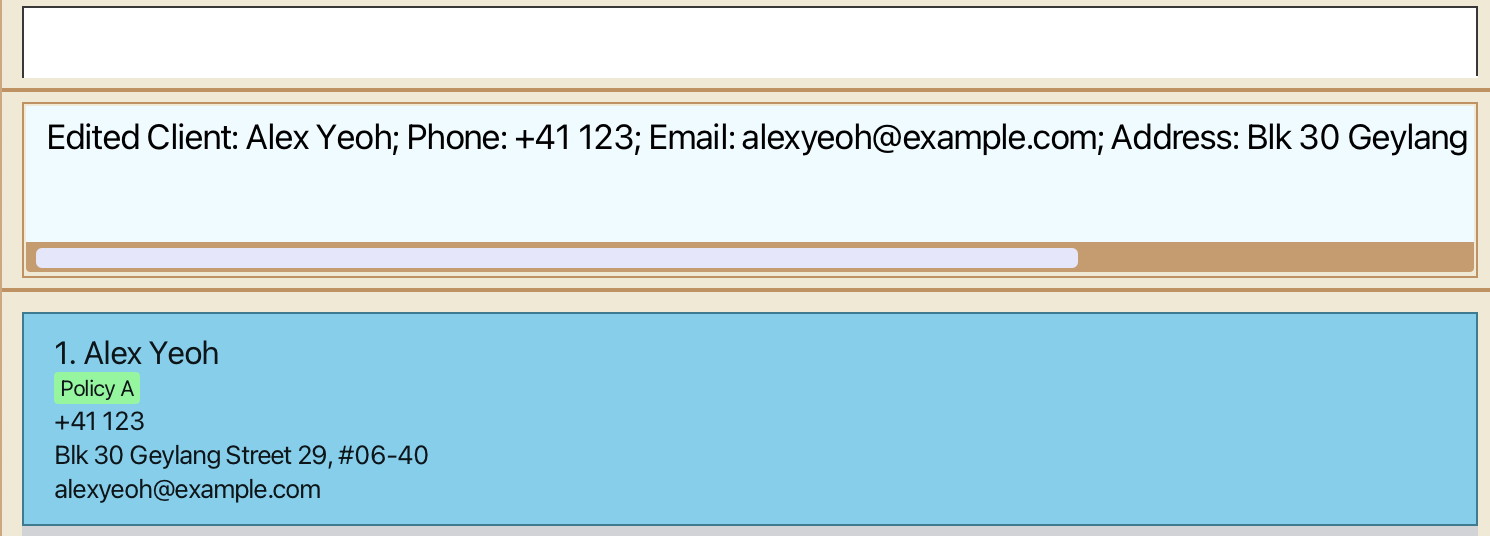 Edited Client: Alex Yeoh; Phone: +41 123; Email: alexyeoh@example.com; Address: Blk 30 Geylang
1. Alex Yeoh
Policy A
+41 123
Blk 30 Geylang Street 29, #06-40
alexyeoh@example.com